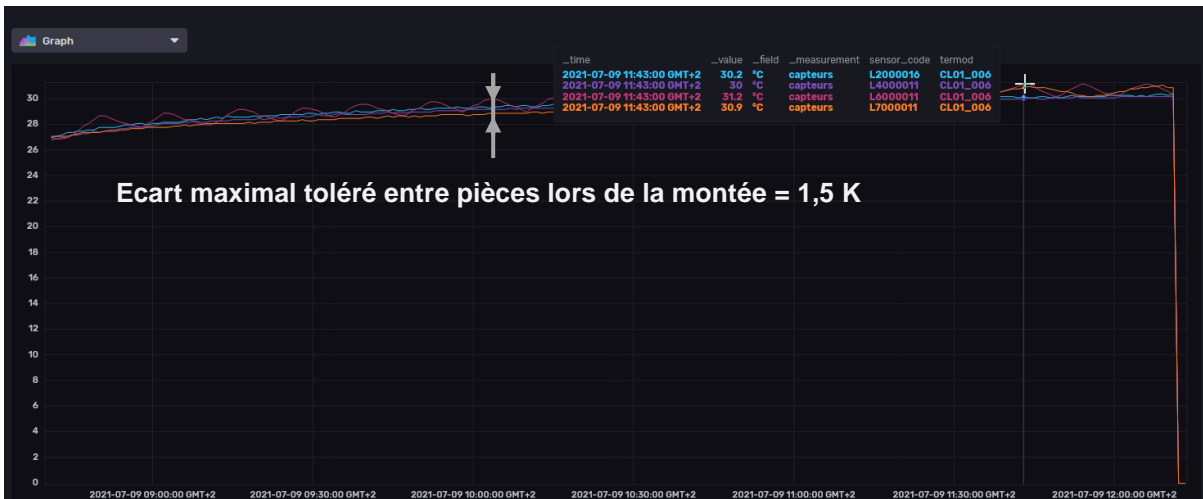 Graph
_time _value _field _measurement sensor_code termod
2021-07-09 11:43:00 GMT+2 30.2 °C capteurs L2000016 CL01_006
2021-07-09 11:43:00 GMT+2 30 °C capteurs L4000011 CL01_006
2021-07-09 11:43:00 GMT+2 31.2 °C capteurs L6000011 CL01_006
2021-07-09 11:43:00 GMT+2 30.9 °C capteurs L7000011 CL01_006
30
28
26
24
Ecart maximal toléré entre pièces lors de la montée = 1,5 K
22
20
18
16
14
12
10
8
6
4
2
0
2021-07-09 09:00:00 GMT+2 2021-07-09 09:30:00 GMT+2 2021-07-09 10:00:00 GMT+2 2021-07-09 10:30:00 GMT+2 2021-07-09 11:00:00 GMT+2 2021-07-09 11:30:00 GMT+2 2021-07-09 12:00:00 GMT+2